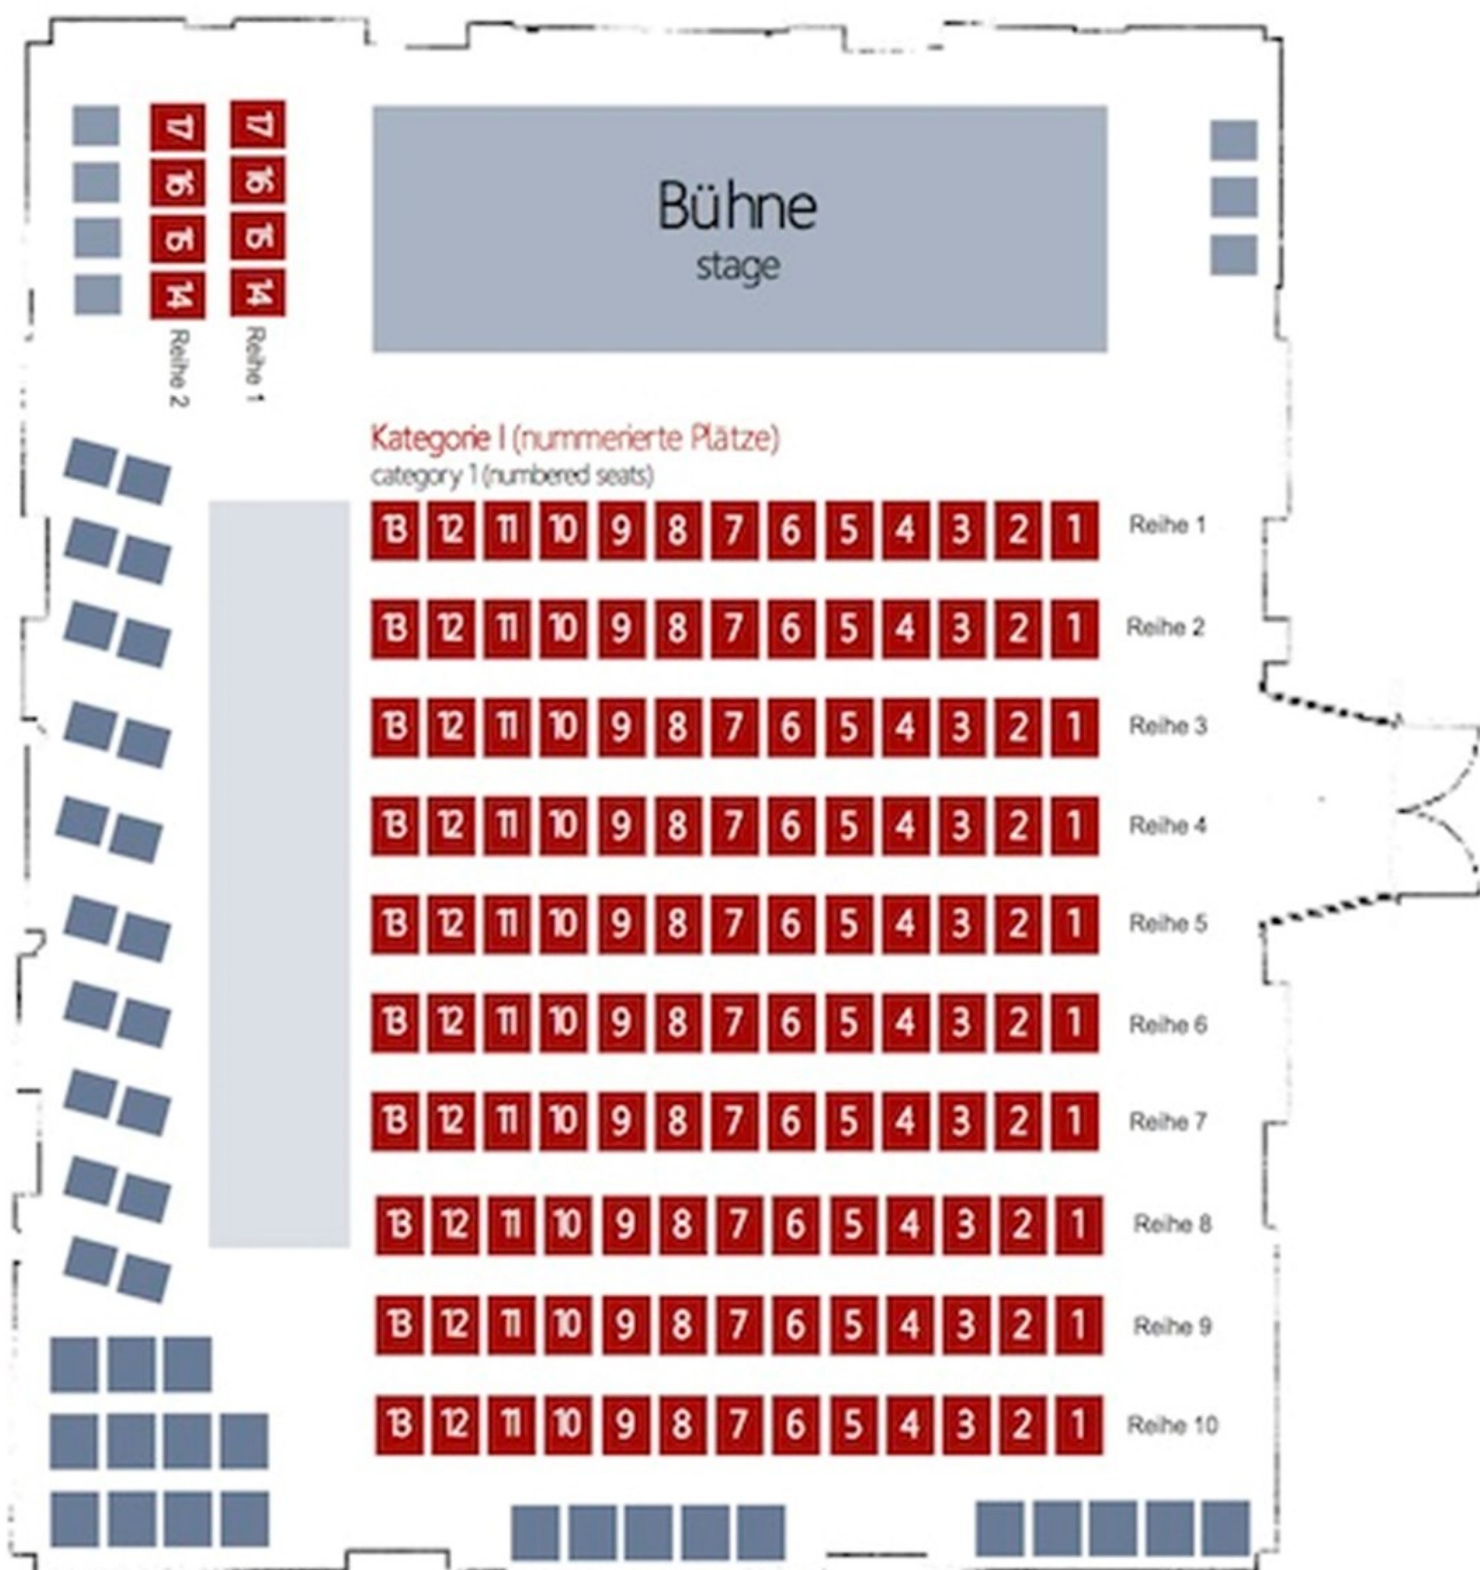 17 17
16 16
15 15
14 14
Reihe 2 Reihe 1
Bühne
stage
Kategorie I (nummerierte Plätze)
category 1 (numbered seats)
13 12 11 10 9 8 7 6 5 4 3 2 1 Reihe 1
13 12 11 10 9 8 7 6 5 4 3 2 1 Reihe 2
13 12 11 10 9 8 7 6 5 4 3 2 1 Reihe 3
13 12 11 10 9 8 7 6 5 4 3 2 1 Reihe 4
13 12 11 10 9 8 7 6 5 4 3 2 1 Reihe 5
13 12 11 10 9 8 7 6 5 4 3 2 1 Reihe 6
13 12 11 10 9 8 7 6 5 4 3 2 1 Reihe 7
13 12 11 10 9 8 7 6 5 4 3 2 1 Reihe 8
13 12 11 10 9 8 7 6 5 4 3 2 1 Reihe 9
13 12 11 10 9 8 7 6 5 4 3 2 1 Reihe 10